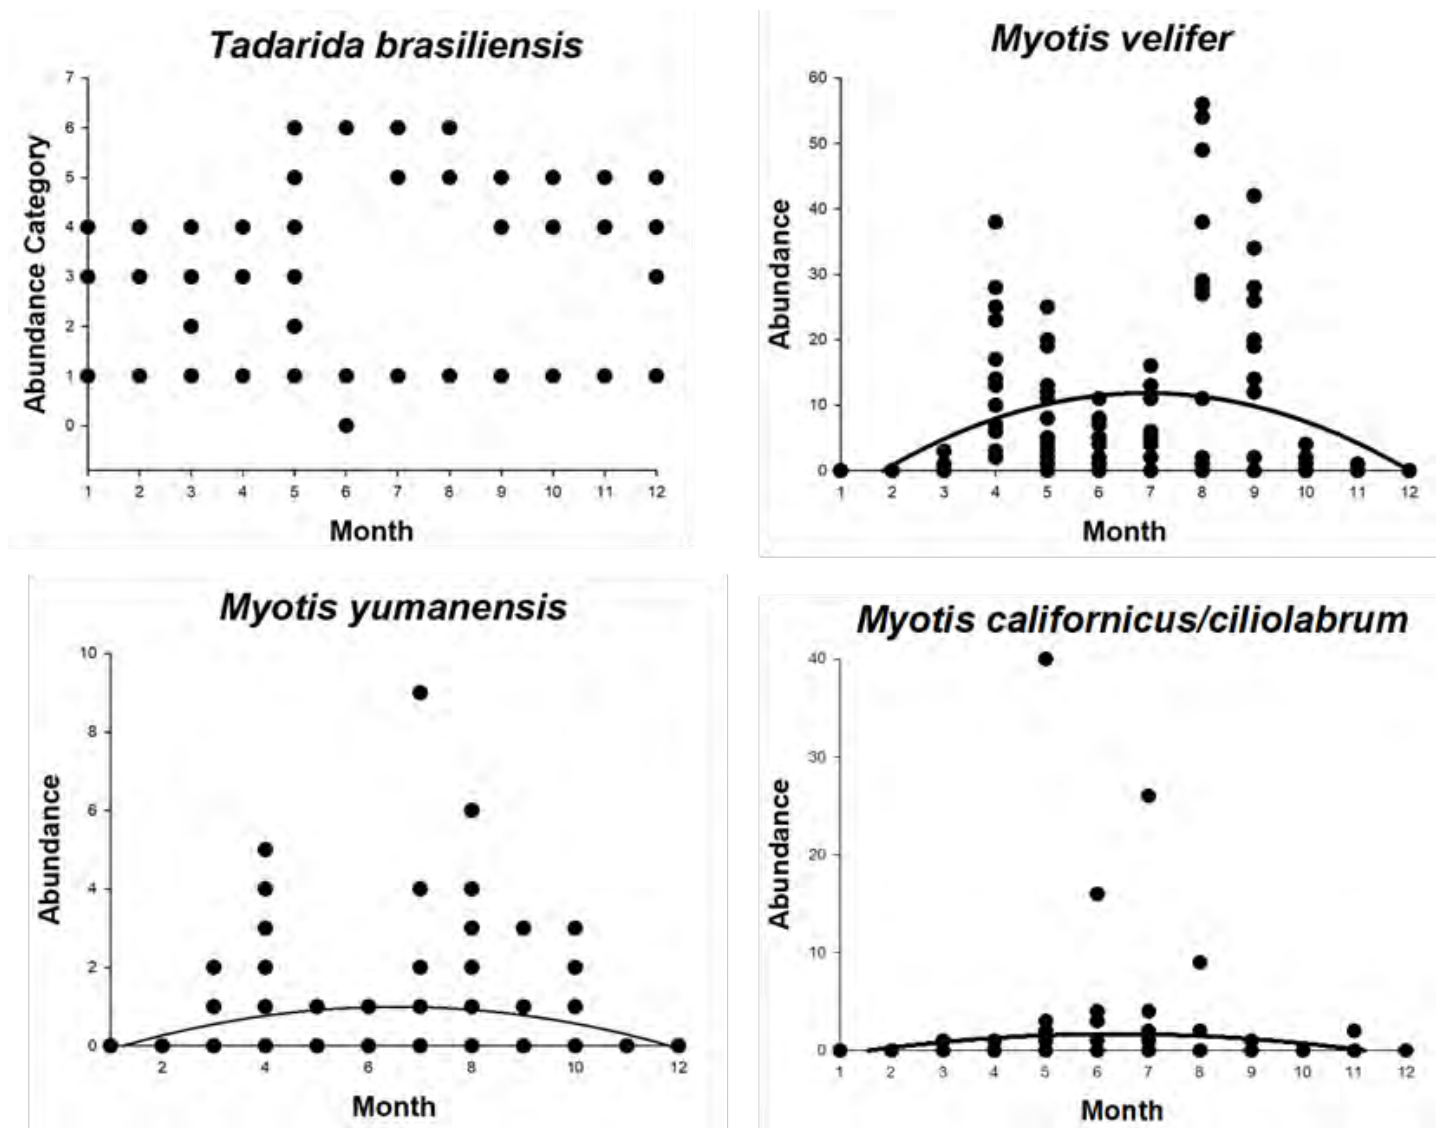 Tadarida brasiliensis
7
6
5
4
3
2
1
0
Abundance Category
1 2 3 4 5 6 7 8 9 10 11 12
Month
Myotis velifer
60
50
40
30
20
10
0
Abundance
1 2 3 4 5 6 7 8 9 10 11 12
Month
Myotis yumanensis
10
8
6
4
2
0
Abundance
2 4 6 8 10 12
Month
Myotis californicus/ciliolabrum
40
30
20
10
0
Abundance
1 2 3 4 5 6 7 8 9 10 11 12
Month